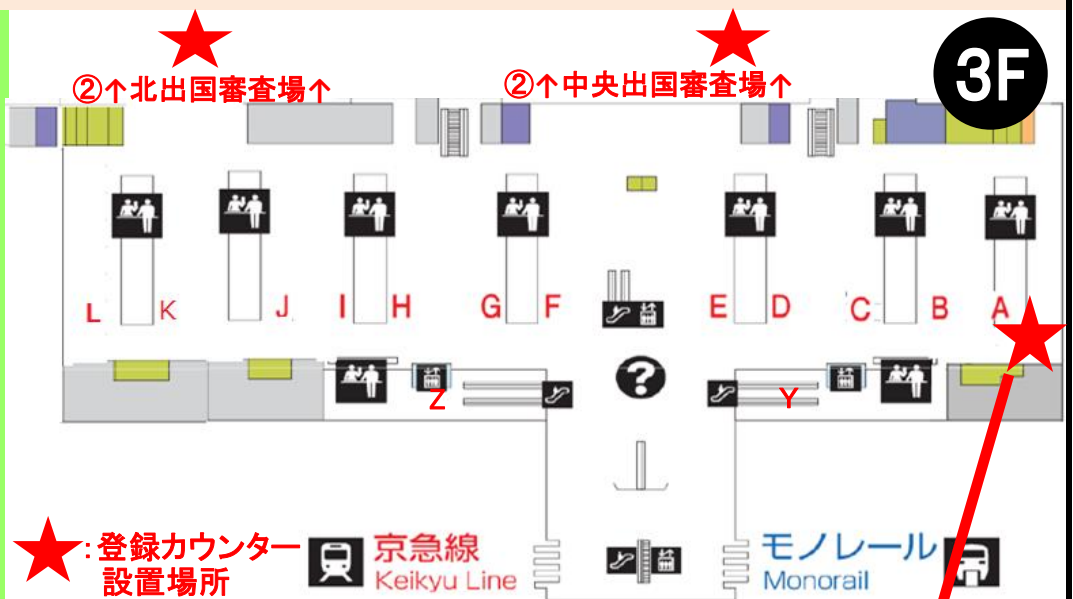 3F
②↑北出国審査場↑
②↑中央出国審査場↑
L K J I H G F E D C B A
?
Z Y
:登録カウンター
設置場所
京急線
Keikyu Line
モノレール
Monorail